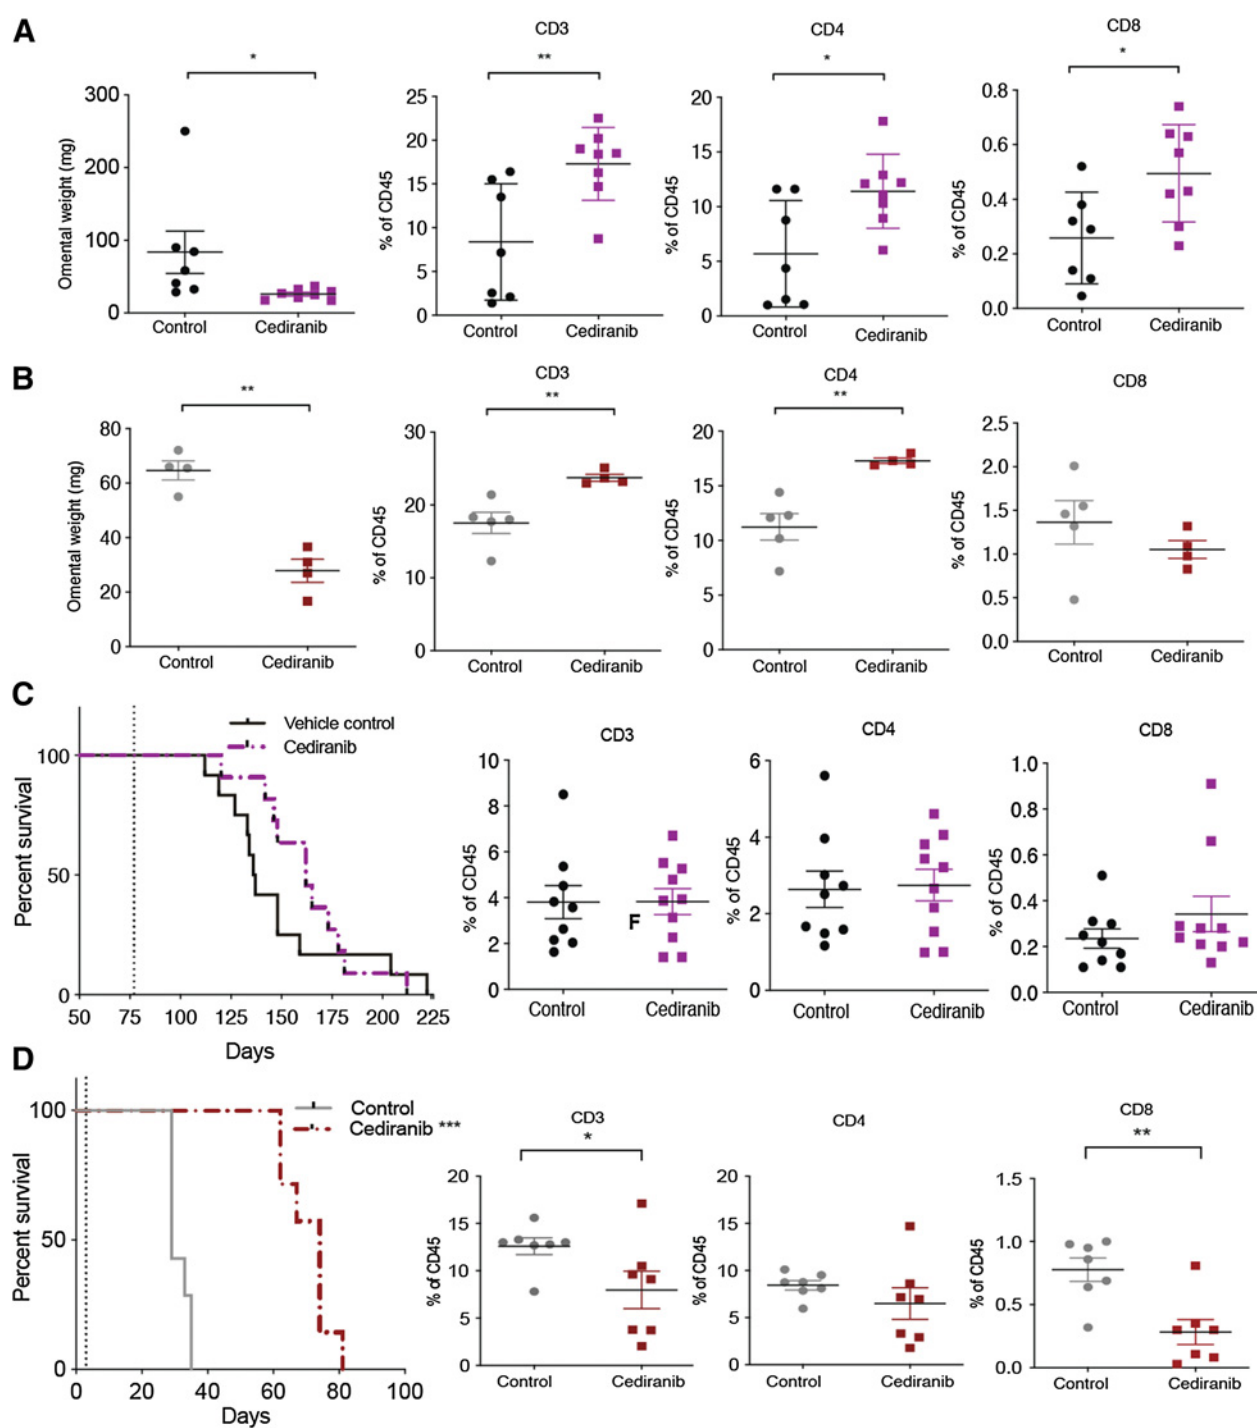 A
*
Omental weight (mg)
300
200
100
0
Control
Cediranib
CD3
**
% of CD45
25
20
15
10
5
0
Control
Cediranib
CD4
*
% of CD45
20
15
10
5
0
Control
Cediranib
CD8
*
% of CD45
0.8
0.6
0.4
0.2
0.0
Control
Cediranib
B
**
Omental weight (mg)
80
60
40
20
0
Control
Cediranib
CD3
**
% of CD45
30
20
10
0
Control
Cediranib
CD4
**
% of CD45
20
15
10
5
0
Control
Cediranib
CD8
% of CD45
2.5
2.0
1.5
1.0
0.5
0.0
Control
Cediranib
C
Vehicle control
Cediranib
Percent survival
100
50
0
50 75 100 125 150 175 200 225
Days
CD3
% of CD45
10
8
6
4
2
0
F
Control
Cediranib
CD4
% of CD45
6
4
2
0
Control
Cediranib
CD8
% of CD45
1.0
0.8
0.6
0.4
0.2
0.0
Control
Cediranib
D
Control
Cediranib ***
Percent survival
100
50
0
0 20 40 60 80 100
Days
CD3
*
% of CD45
20
15
10
5
0
Control
Cediranib
CD4
% of CD45
20
15
10
5
0
Control
Cediranib
CD8
**
% of CD45
1.5
1.0
0.5
0.0
Control
Cediranib